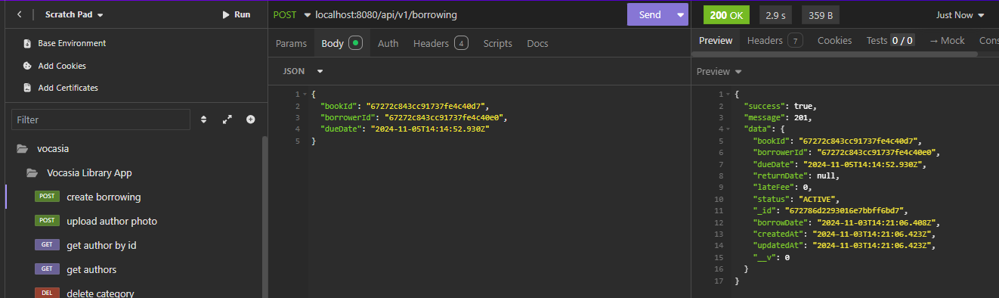 Scratch Pad
Run
Base Environment
Add Cookies
Add Certificates
Filter
vocasia
Vocasia Library App
POST create borrowing
POST upload author photo
GET get author by id
GET get authors
DEL delete category
POST localhost:8080/api/v1/borrowing
Send
Params Body Auth Headers 4 Scripts Docs
JSON
1 {
2 "bookId": "67272c843cc91737fe4c40d7",
3 "borrowerId": "67272c843cc91737fe4c40e0",
4 "dueDate": "2024-11-05T14:14:52.930Z"
5 }
200 OK 2.9 s 359 B Just Now
Preview Headers 7 Cookies Tests 0 / 0 → Mock Cons
Preview
1 {
2 "success": true,
3 "message": 201,
4 "data": {
5 "bookId": "67272c843cc91737fe4c40d7",
6 "borrowerId": "67272c843cc91737fe4c40e0",
7 "dueDate": "2024-11-05T14:14:52.930Z",
8 "returnDate": null,
9 "lateFee": 0,
10 "status": "ACTIVE",
11 "_id": "672786d2293016e7bbff6bd7",
12 "borrowDate": "2024-11-03T14:21:06.408Z",
13 "createdAt": "2024-11-03T14:21:06.423Z",
14 "updatedAt": "2024-11-03T14:21:06.423Z",
15 "__v": 0
16 }
17 }